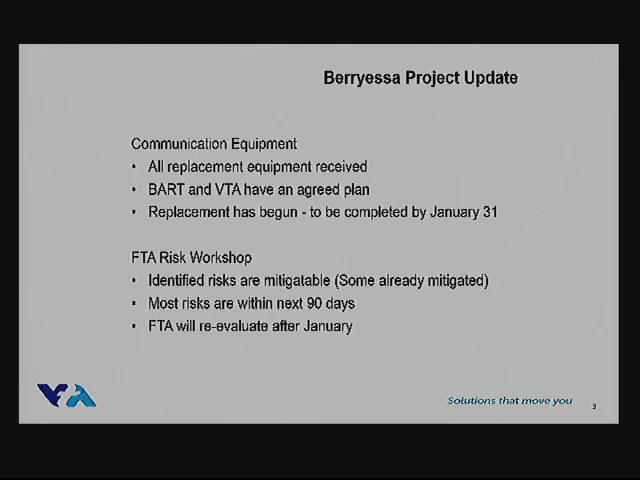 Berryessa Project Update
Communication Equipment
• All replacement equipment received
• BART and VTA have an agreed plan
• Replacement has begun - to be completed by January 31
FTA Risk Workshop
• Identified risks are mitigatable (Some already mitigated)
• Most risks are within next 90 days
• FTA will re-evaluate after January
VTA
Solutions that move you
3